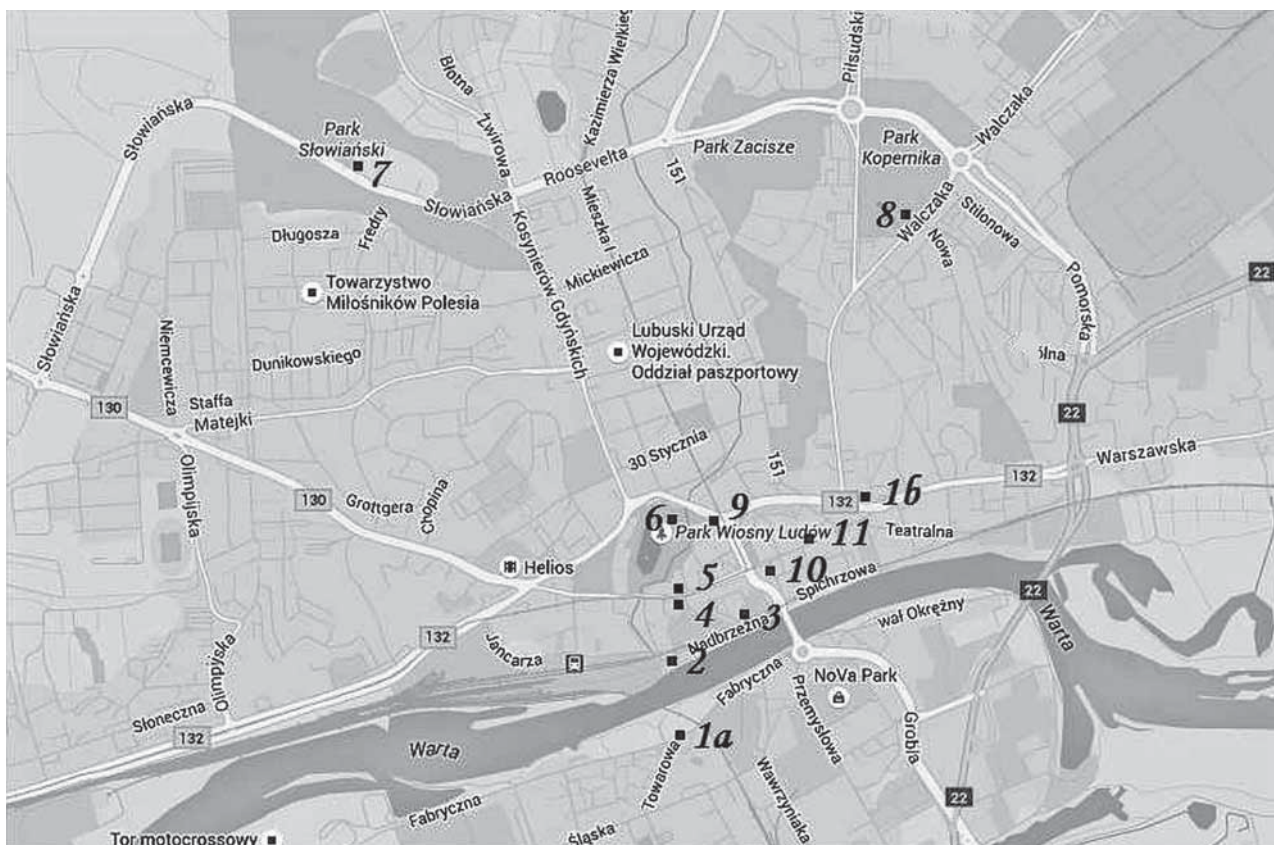 Piłsudski
Kazimierza Wielkieg
Błotna
Walczaka
Słowiańska
Żwirowa
Park
Słowiański
7
Roosevelta
Park Zacisze
Park
Kopernika
151
Słowiańska
Mieszka I
8
Walczaka
Stilonowa
Nowa
Fredry
Długosza
Kosynierów Gdyńskich
Mickiewicza
22
Pomorska
Towarzystwo
Miłośników Polesia
Słowiańska
Niemcewicza
Dunikowskiego
Lubuski Urząd
Wojewódzki.
Oddział paszportowy
ólna
130
Staffa
Matejki
22
30 Stycznia
151
Warszawska
Olimpijska
130
Grottgera
Chopina
132
1b
132
6
9
Park Wiosny Ludów
11
Teatralna
Helios
5
10
Spichrzowa
4
3
22
wał Okrężny
Warta
132
Jancarza
Nadbrzeżna
2
Olimpijska
Fabryczna
NoVa Park
Przemysłowa
Słoneczna
132
Warta
1a
Grobla
Towarowa
Wawrzyniaka
Fabryczna
22
Śląska
Tor motocrossowy